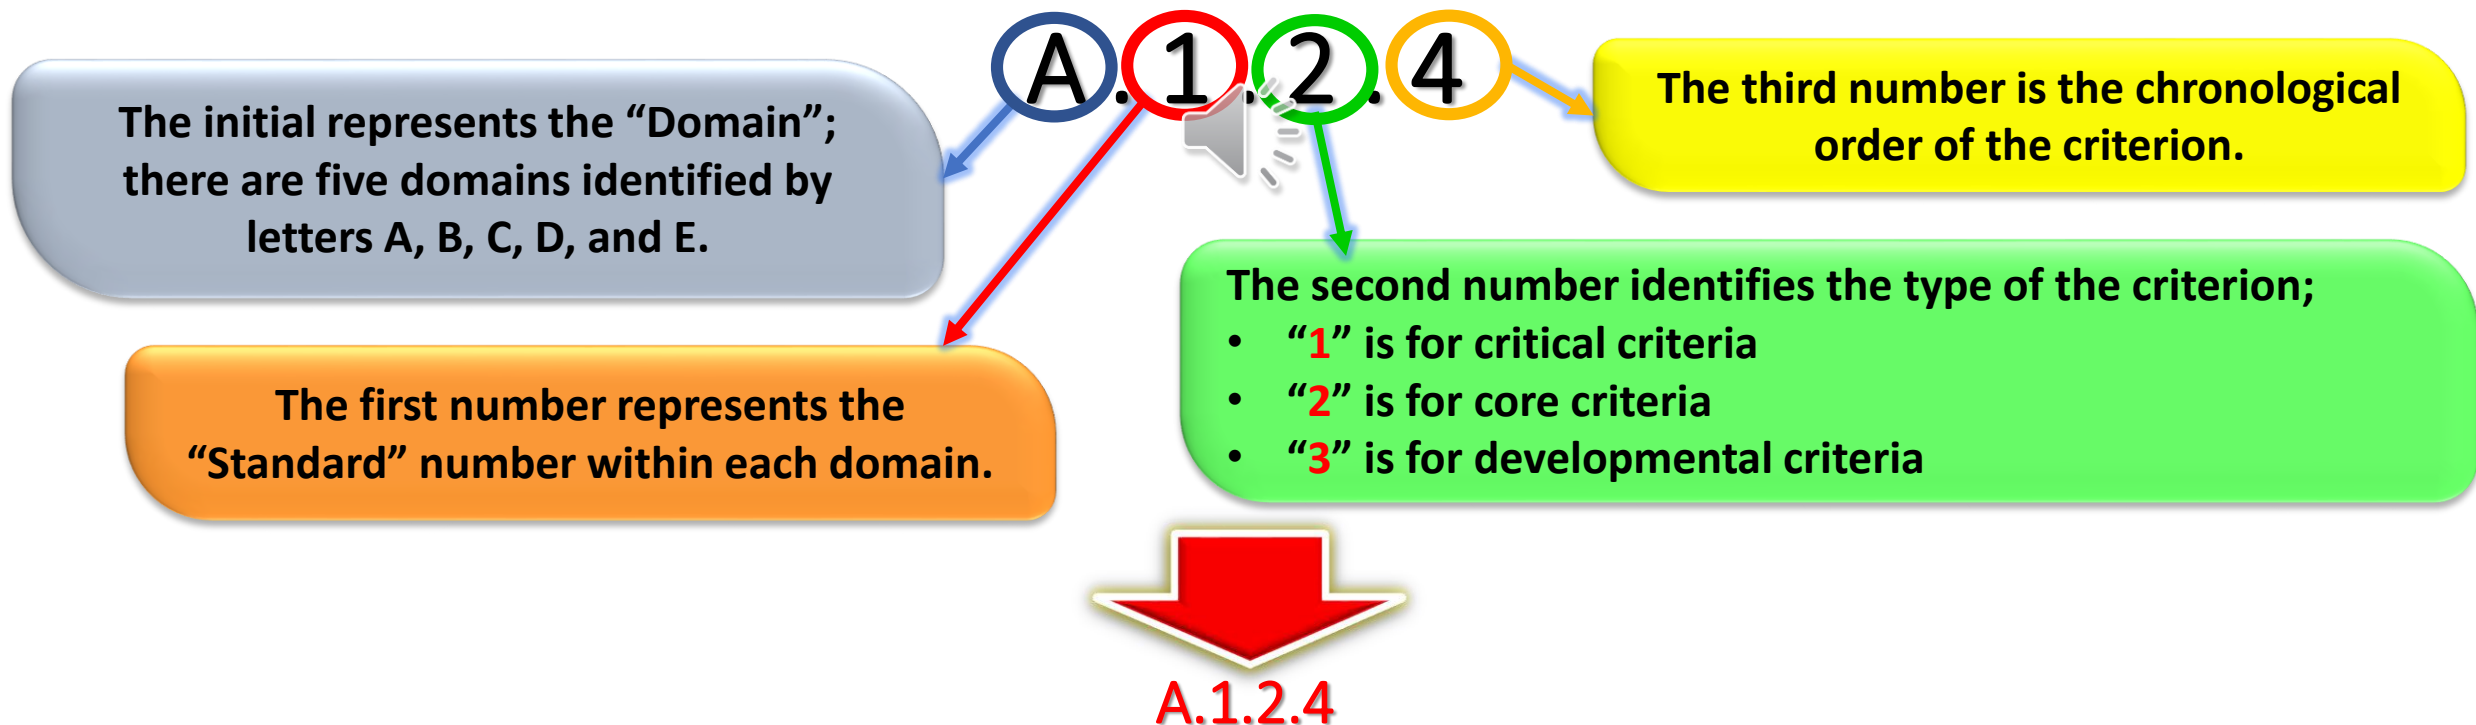 A.1.2.4
The initial represents the “Domain”;
there are five domains identified by
letters A, B, C, D, and E.
The third number is the chronological
order of the criterion.
The first number represents the
“Standard” number within each domain.
The second number identifies the type of the criterion;
• “1” is for critical criteria
• “2” is for core criteria
• “3” is for developmental criteria
A.1.2.4